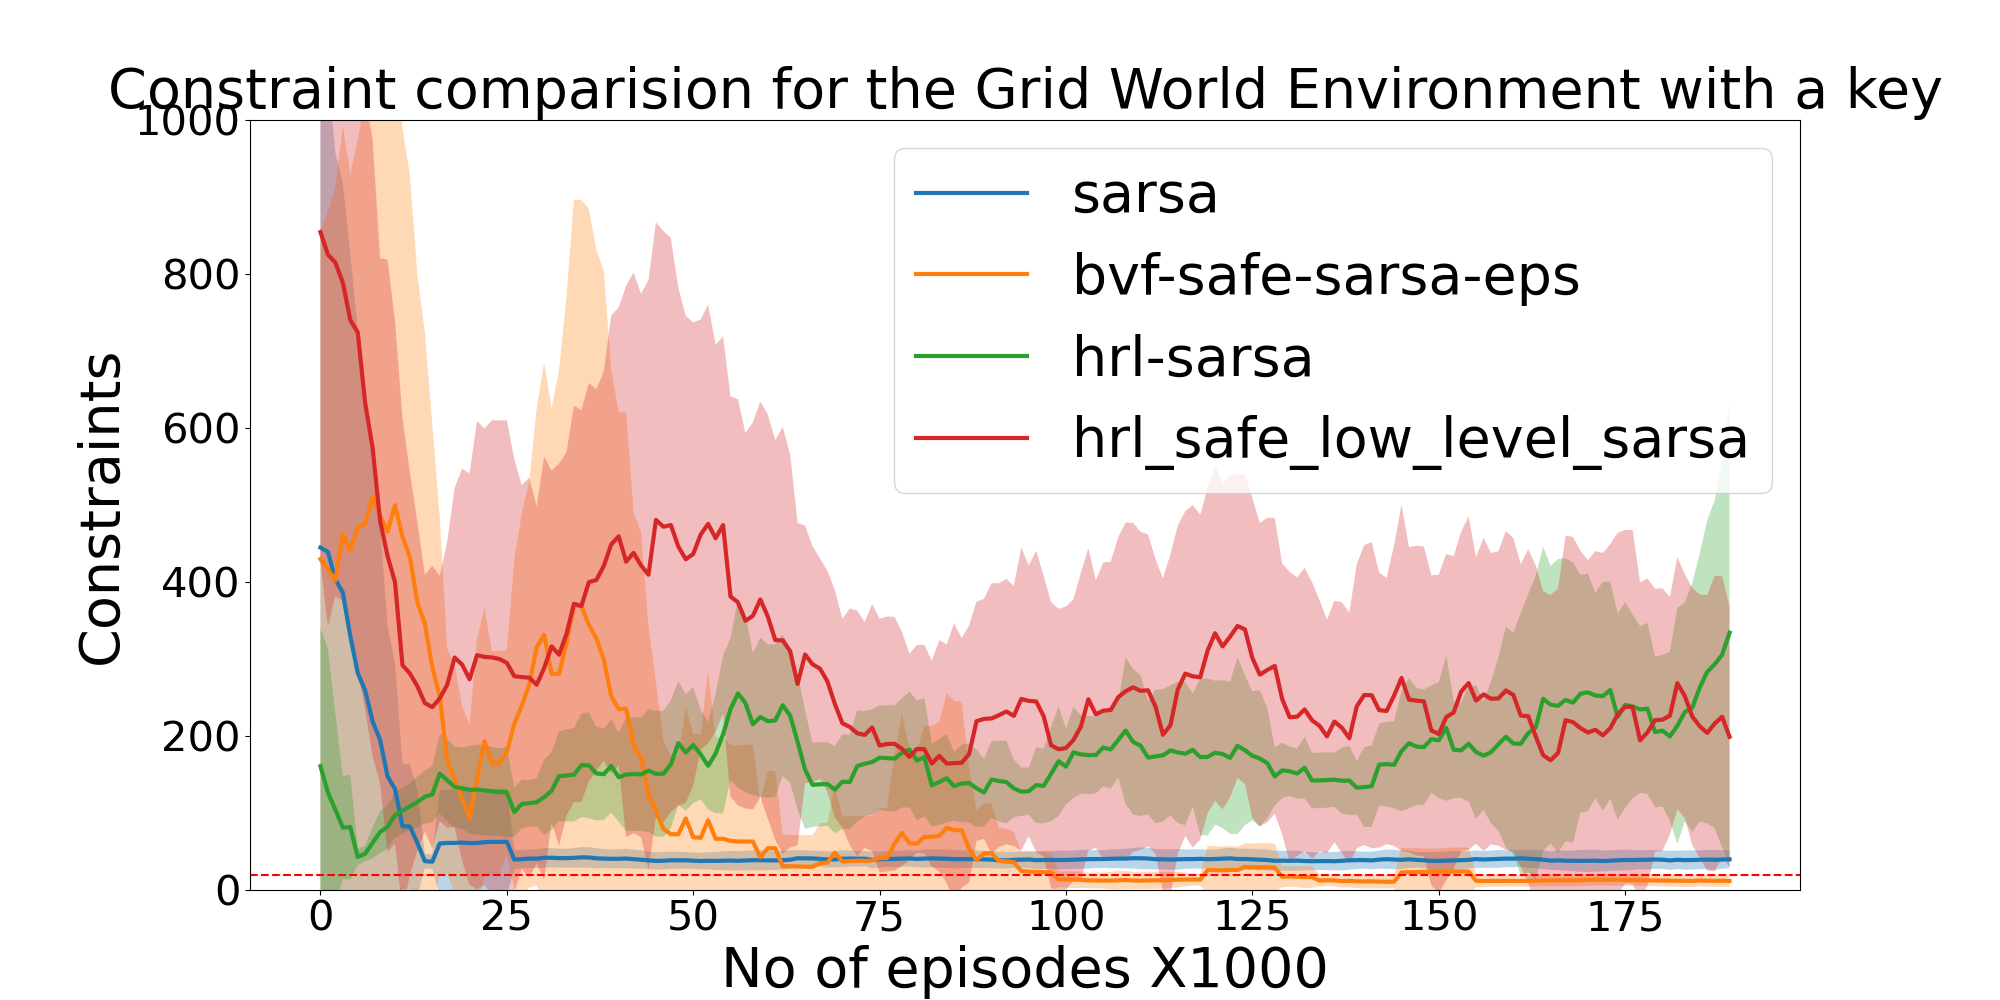 Constraint comparision for the Grid World Environment with a key
1000
800
600
400
200
0
Constraints
sarsa
bvf-safe-sarsa-eps
hrl-sarsa
hrl_safe_low_level_sarsa
0 25 50 75 100 125 150 175
No of episodes X1000